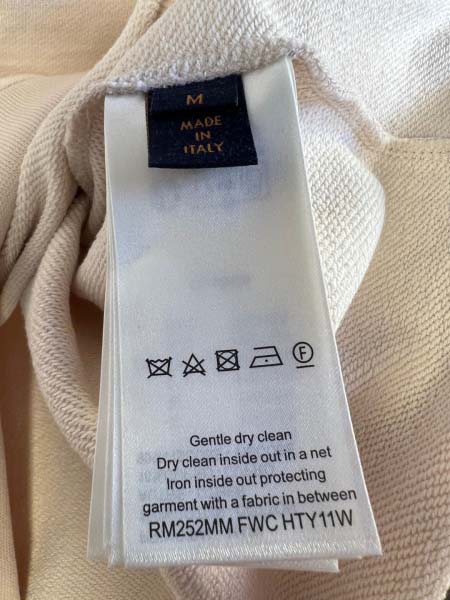 M
MADE
IN
ITALY
F
Gentle dry clean
Dry clean inside out in a net
Iron inside out protecting
garment with a fabric in between
RM252MM FWC HTY11W